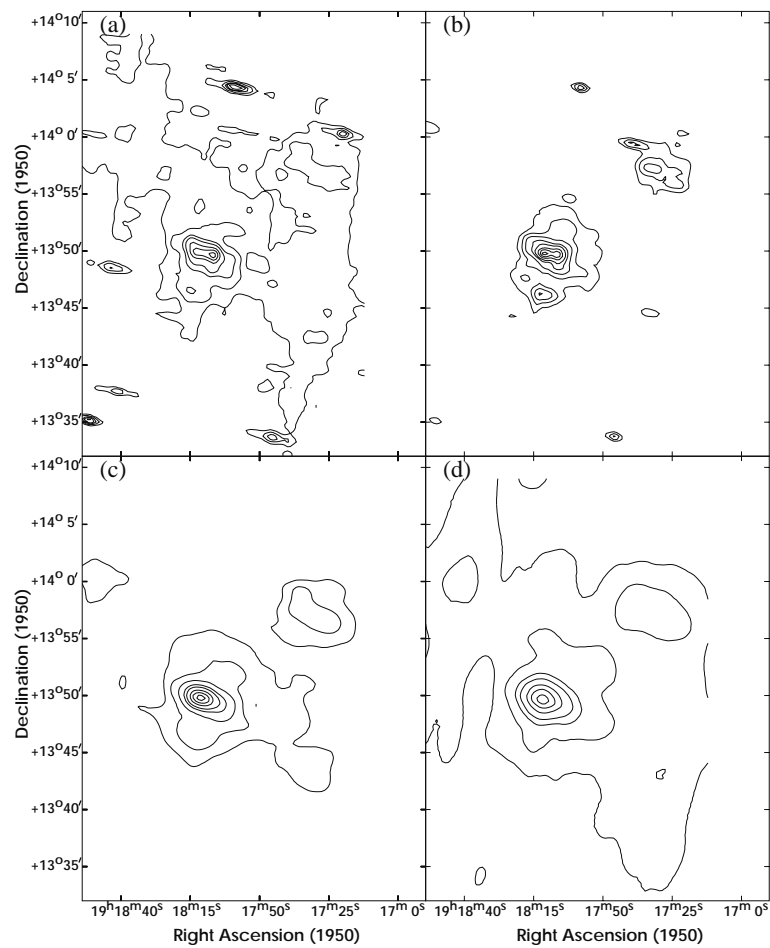 (a)
(b)
+14° 10′
+14° 5′
+14° 0′
+13° 55′
+13° 50′
+13° 45′
+13° 40′
+13° 35′
Declination (1950)
(c)
(d)
+14° 10′
+14° 5′
+14° 0′
+13° 55′
+13° 50′
+13° 45′
+13° 40′
+13° 35′
Declination (1950)
19ʰ18ᵐ40ˢ 18ᵐ15ˢ 17ᵐ50ˢ 17ᵐ25ˢ 17ᵐ 0ˢ 19ʰ18ᵐ40ˢ 18ᵐ15ˢ 17ᵐ50ˢ 17ᵐ25ˢ 17ᵐ 0ˢ
Right Ascension (1950) Right Ascension (1950)